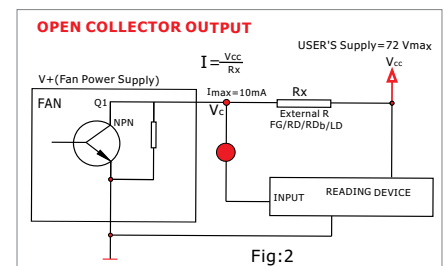 OPEN COLLECTOR OUTPUT
USER'S Supply=72 Vmax
I=Vcc/Rx
Vcc
V+(Fan Power Supply)
Imax=10mA
Rx
FAN
Q1
Vc
External R
NPN
FG/RD/RDb/LD
INPUT
READING DEVICE
Fig:2